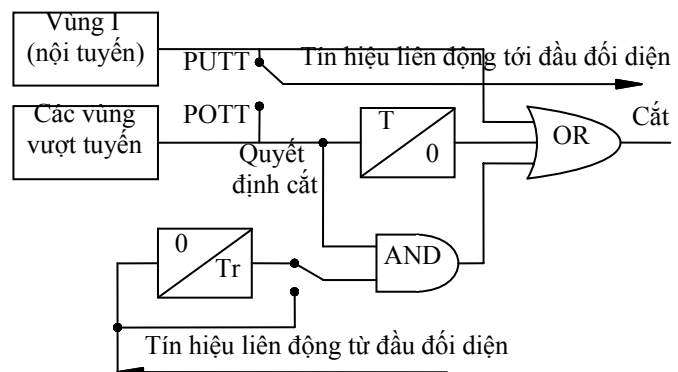 Vùng I
(nội tuyến)
PUTT
Tín hiệu liên động tới đầu đối diện
Các vùng
vượt tuyến
POTT
Quyết
định cắt
T
0
OR
Cắt
0
Tr
AND
Tín hiệu liên động từ đầu đối diện